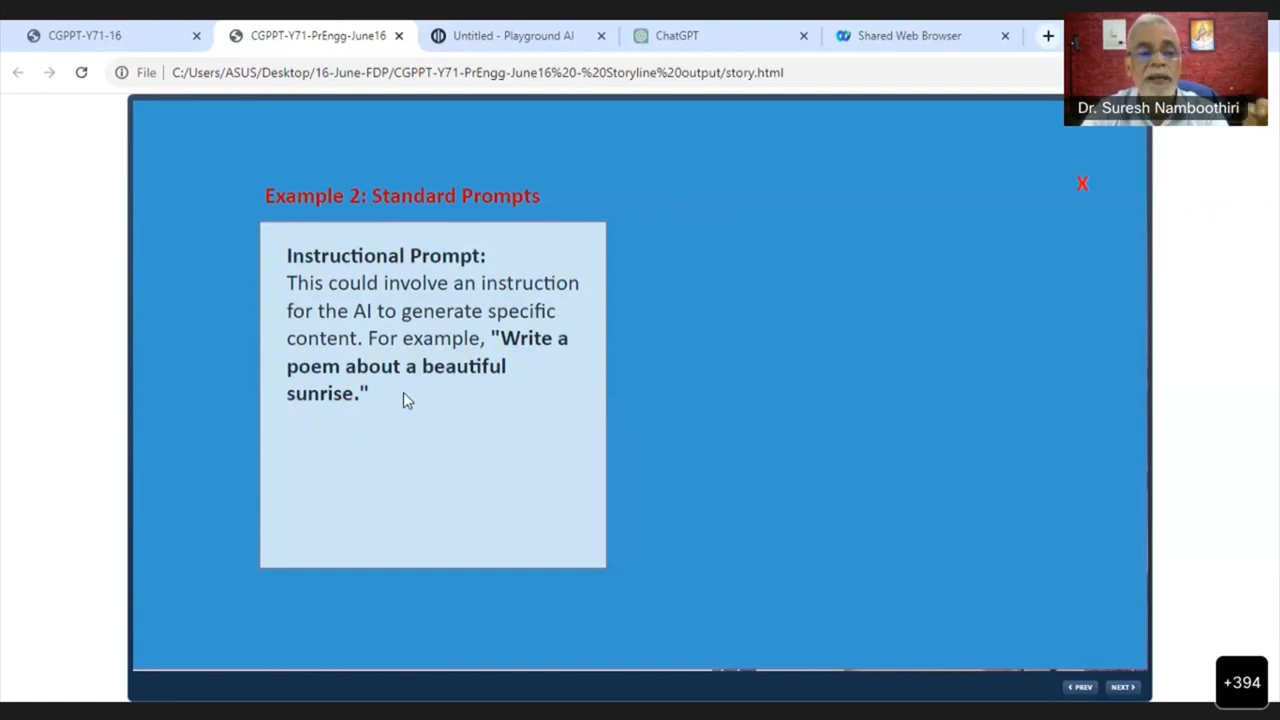 CGPPT-Y71-16
CGPPT-Y71-PrEngg-June16
Untitled - Playground AI
ChatGPT
Shared Web Browser
File
C:/Users/ASUS/Desktop/16-June-FDP/CGPPT-Y71-PrEngg-June16%20-%20Storyline%20output/story.html
Dr. Suresh Namboothiri
Example 2: Standard Prompts
X
Instructional Prompt:
This could involve an instruction
for the AI to generate specific
content. For example, "Write a
poem about a beautiful
sunrise."
< PREV
NEXT >
+394